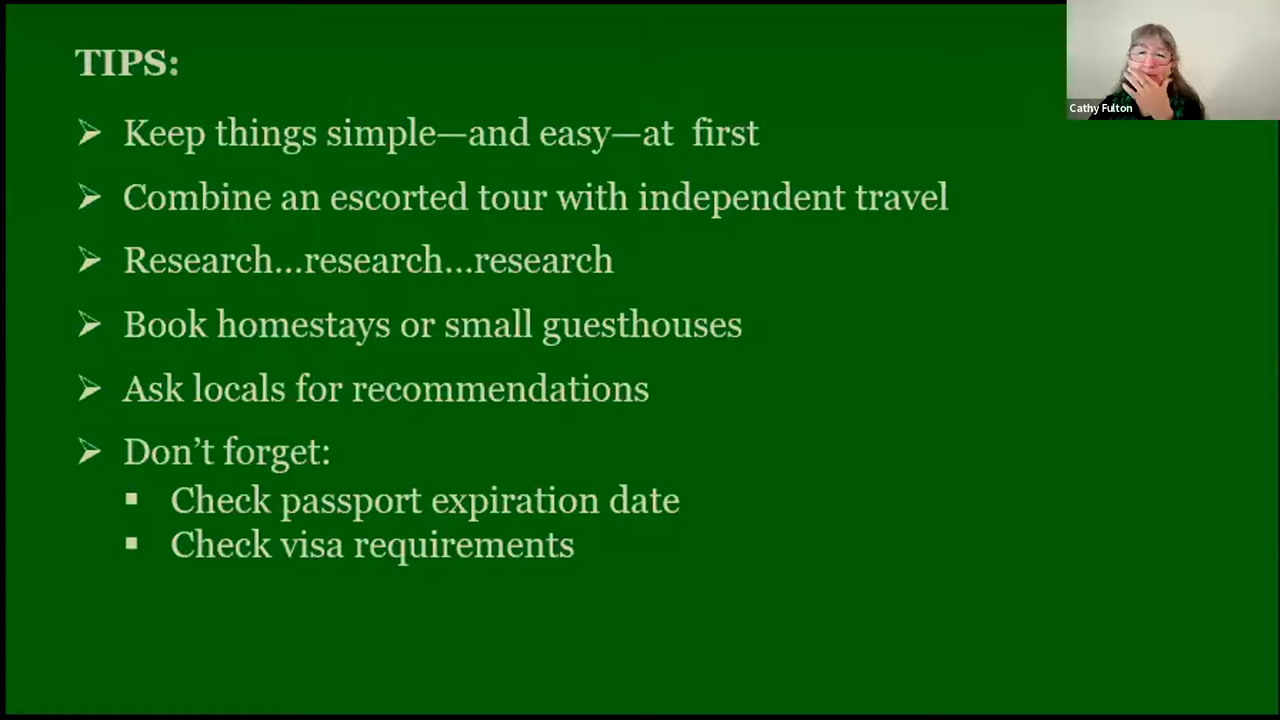 TIPS:
➢ Keep things simple—and easy—at  first
➢ Combine an escorted tour with independent travel
➢ Research…research…research
➢ Book homestays or small guesthouses
➢ Ask locals for recommendations
➢ Don’t forget:
▪ Check passport expiration date
▪ Check visa requirements
Cathy Fulton